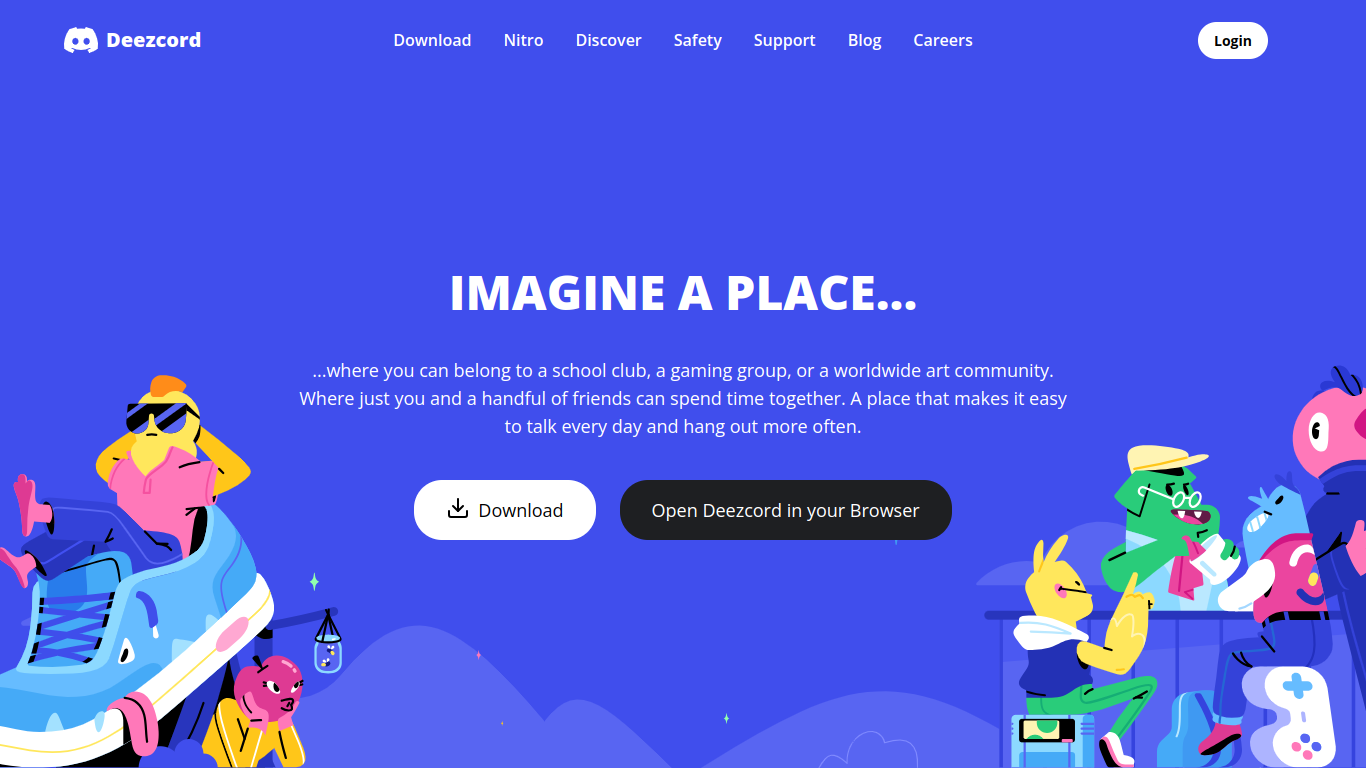 Deezcord
Download Nitro Discover Safety Support Blog Careers
Login
IMAGINE A PLACE...
...where you can belong to a school club, a gaming group, or a worldwide art community.
Where just you and a handful of friends can spend time together. A place that makes it easy
to talk every day and hang out more often.
Download
Open Deezcord in your Browser